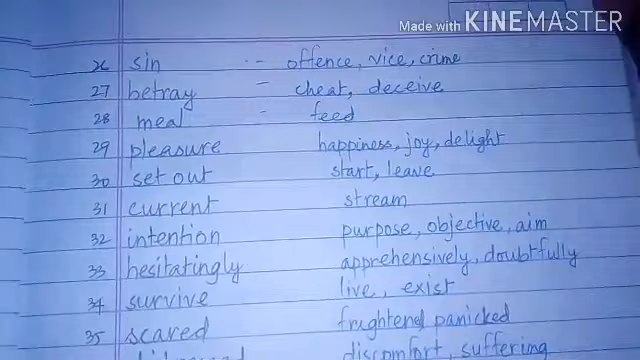 Made with KINEMASTER
26 sin - offence, vice, crime
27 betray - cheat, deceive
28 meal - feed
29 pleasure happiness, joy, delight
30 set out start, leave
31 current stream
32 intention purpose, objective, aim
33 hesitatingly apprehensively, doubtfully
34 survive live, exist
35 scared frightened panicked
discomfort, suffering